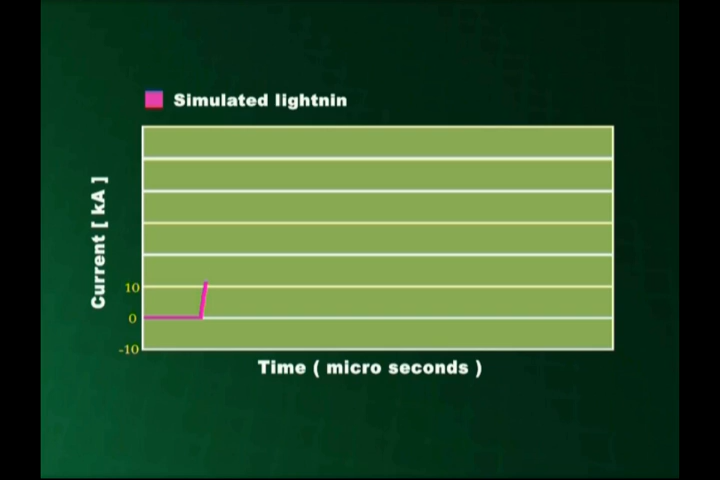 Simulated lightnin
Current [ kA ]
10
0
-10
Time ( micro seconds )